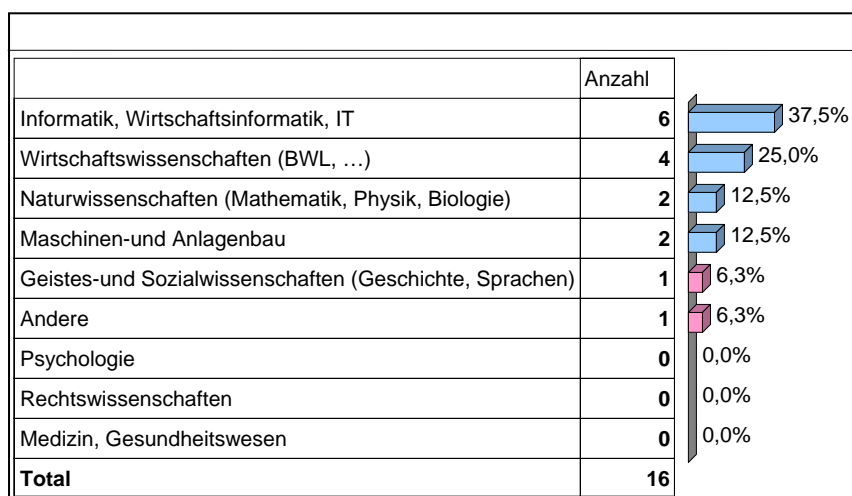 Anzahl
Informatik, Wirtschaftsinformatik, IT 6 37,5%
Wirtschaftswissenschaften (BWL, …) 4 25,0%
Naturwissenschaften (Mathematik, Physik, Biologie) 2 12,5%
Maschinen-und Anlagenbau 2 12,5%
Geistes-und Sozialwissenschaften (Geschichte, Sprachen) 1 6,3%
Andere 1 6,3%
Psychologie 0 0,0%
Rechtswissenschaften 0 0,0%
Medizin, Gesundheitswesen 0 0,0%
Total 16